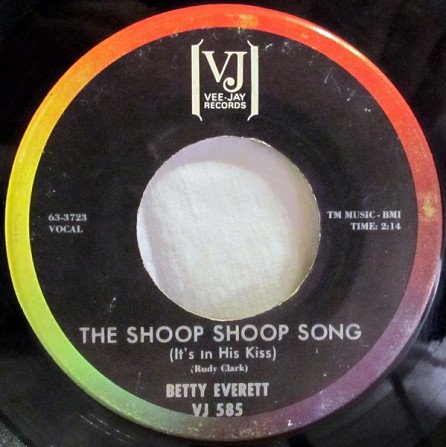 VJ
VEE-JAY
RECORDS
63-3723
VOCAL
TM MUSIC - BMI
TIME: 2:14
THE SHOOP SHOOP SONG
(It's in His Kiss)
(Rudy Clark)
BETTY EVERETT
VJ 585